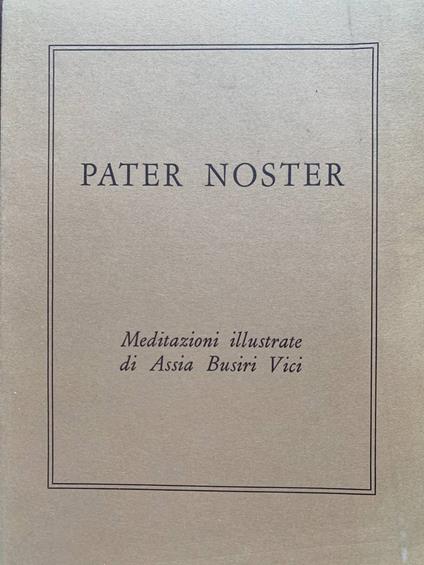 PATER NOSTER
Meditazioni illustrate
di Assia Busiri Vici